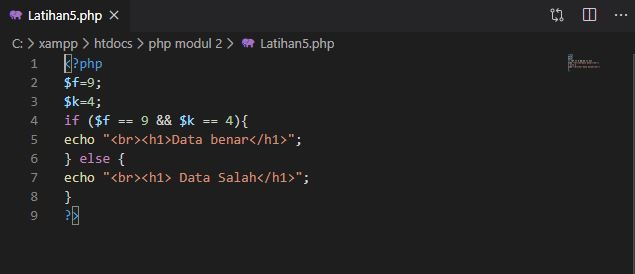 Latihan5.php
C: > xampp > htdocs > php modul 2 > Latihan5.php
1 <?php
2 $f=9;
3 $k=4;
4 if ($f == 9 && $k == 4){
5 echo "<br><h1>Data benar</h1>";
6 } else {
7 echo "<br><h1> Data Salah</h1>";
8 }
9 ?>